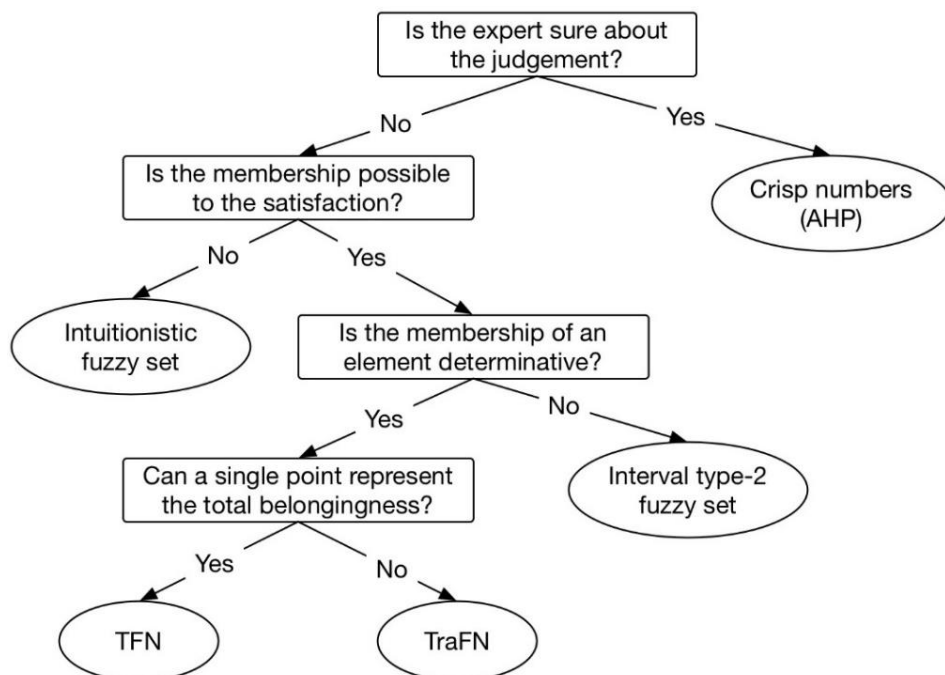 Is the expert sure about
the judgement?
No
Yes
Is the membership possible
to the satisfaction?
Crisp numbers
(AHP)
No
Yes
Intuitionistic
fuzzy set
Is the membership of an
element determinative?
Yes
No
Can a single point represent
the total belongingness?
Interval type-2
fuzzy set
Yes
No
TFN
TraFN